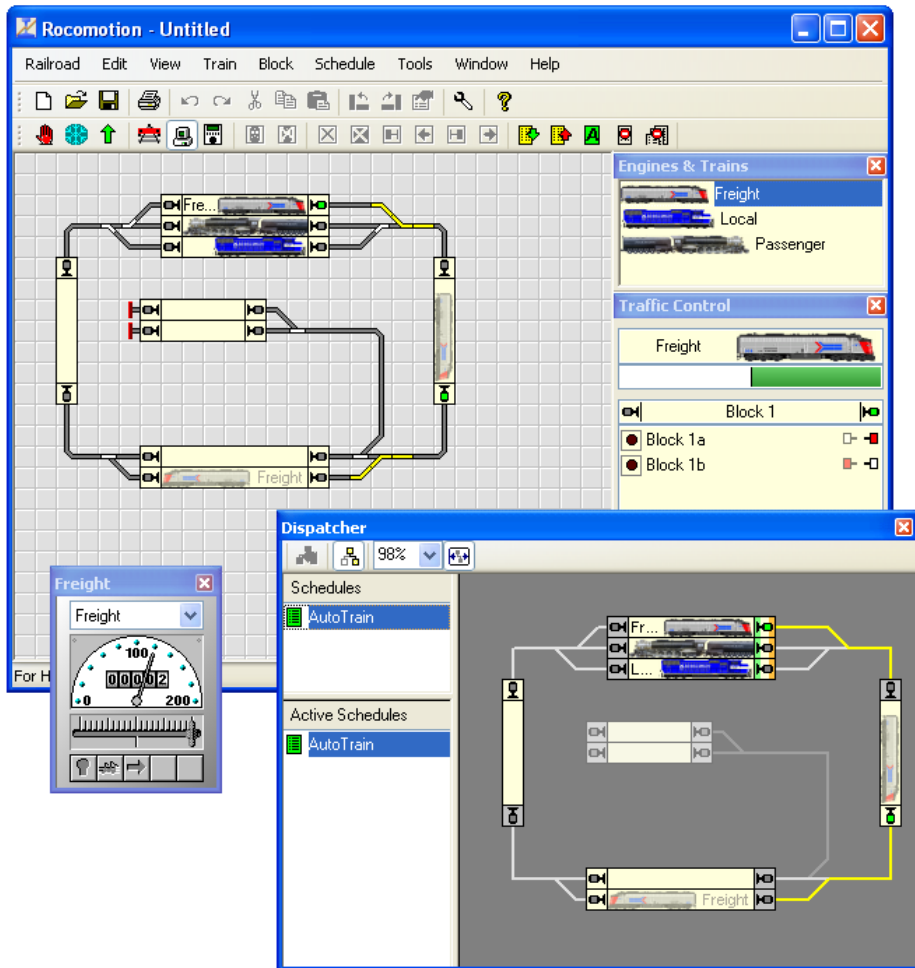 Rocomotion - Untitled
Railroad Edit View Train Block Schedule Tools Window Help
Engines & Trains
Freight
Local
Passenger
Fre...
Traffic Control
Freight
Block 1
Block 1a
Block 1b
Freight
For H
Freight
Freight
100
00002
0 200
Dispatcher
98%
Schedules
AutoTrain
Active Schedules
AutoTrain
Fr...
L...
Freight